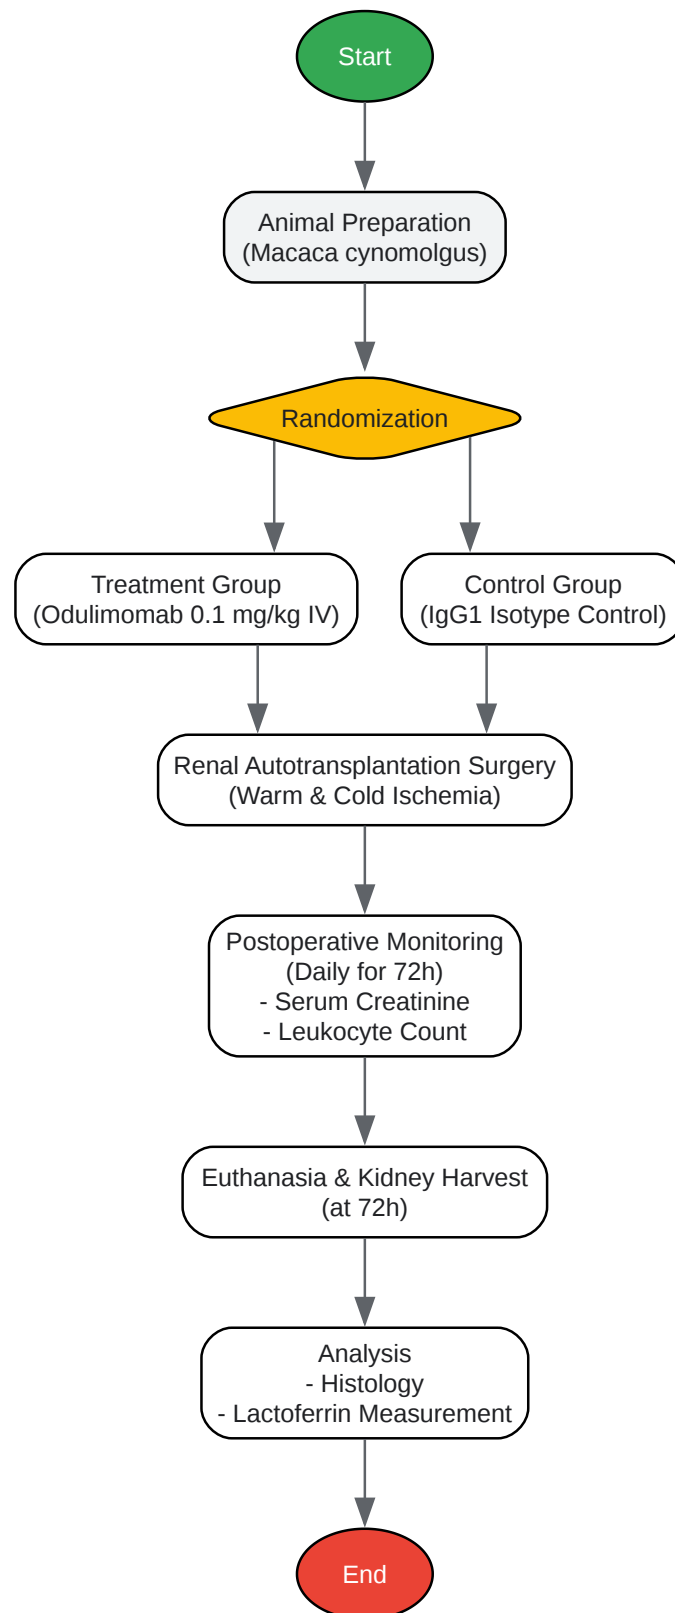 Start
Animal Preparation
(Macaca cynomolgus)
Randomization
Treatment Group
(Odulimomab 0.1 mg/kg IV)
Control Group
(IgG1 Isotype Control)
Renal Autotransplantation Surgery
(Warm & Cold Ischemia)
Postoperative Monitoring
(Daily for 72h)
- Serum Creatinine
- Leukocyte Count
Euthanasia & Kidney Harvest
(at 72h)
Analysis
- Histology
- Lactoferrin Measurement
End